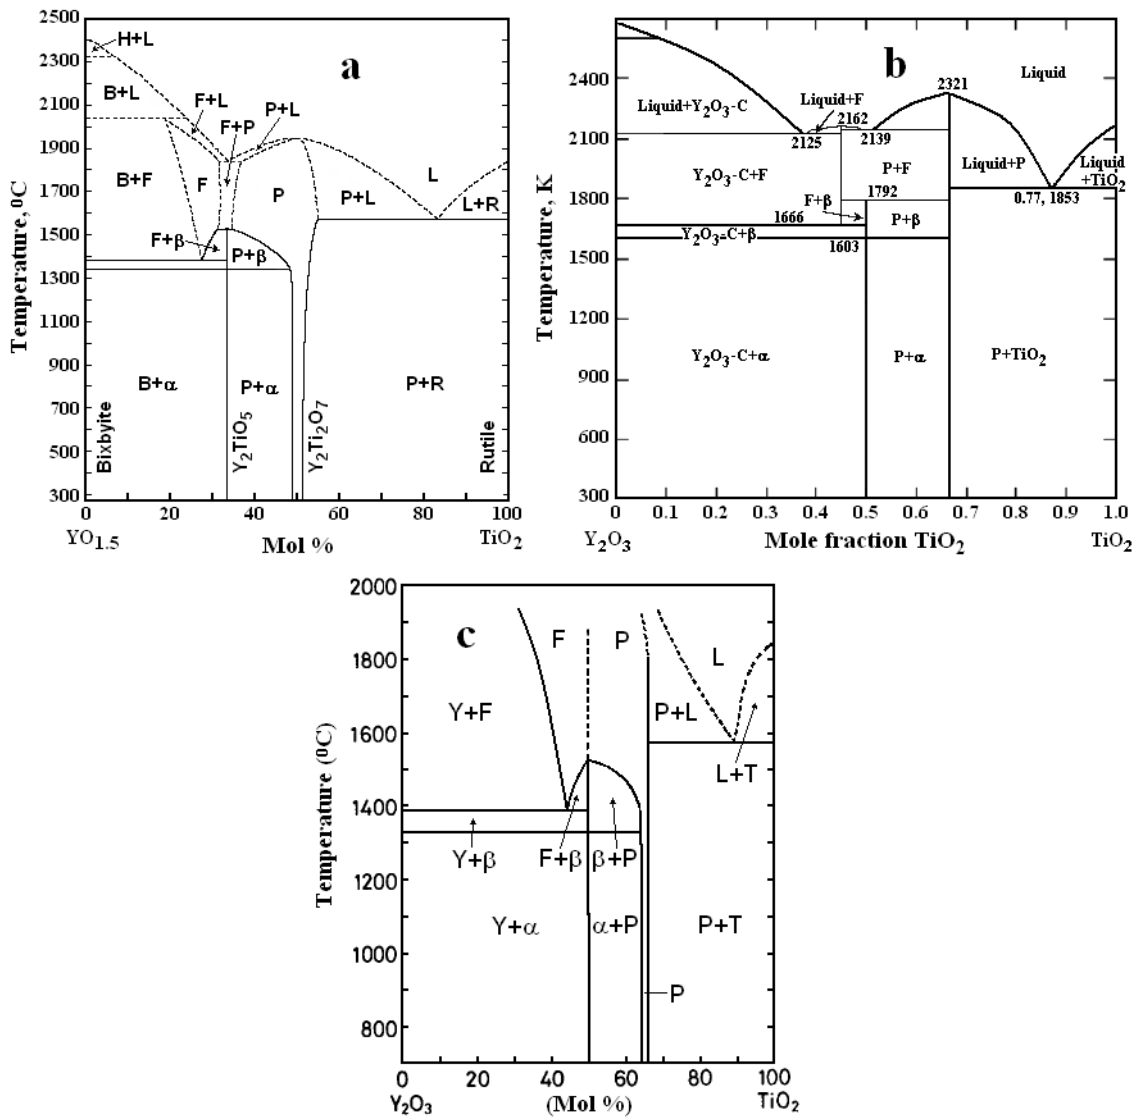 a
Temperature, ⁰C
2500
2300
2100
1900
1700
1500
1300
1100
900
700
500
300
H+L
B+L
F+L
F+P
P+L
B+F
F
P
P+L
L
L+R
F+β
P+β
B+α
P+α
P+R
Bixbyite
Y₂TiO₅
Y₂Ti₂O₇
Rutile
0 20 40 60 80 100
YO₁.₅ Mol % TiO₂
b
Temperature, K
2400
2100
1800
1500
1200
900
600
300
Liquid
2321
Liquid+Y₂O₃-C
Liquid+F
2162
2125
2139
Y₂O₃-C+F
P+F
Liquid+P
Liquid
+TiO₂
1792
0.77, 1853
F+β
1666
P+β
Y₂O₃-C+β
1603
Y₂O₃-C+α
P+α
P+TiO₂
0 0.1 0.2 0.3 0.4 0.5 0.6 0.7 0.8 0.9 1.0
Y₂O₃ Mole fraction TiO₂ TiO₂
c
Temperature (⁰C)
2000
1800
1600
1400
1200
1000
800
F
P
L
Y+F
P+L
L+T
Y+β
F+β
β+P
Y+α
α+P
P+T
P
0 20 40 60 80 100
Y₂O₃ (Mol %) TiO₂